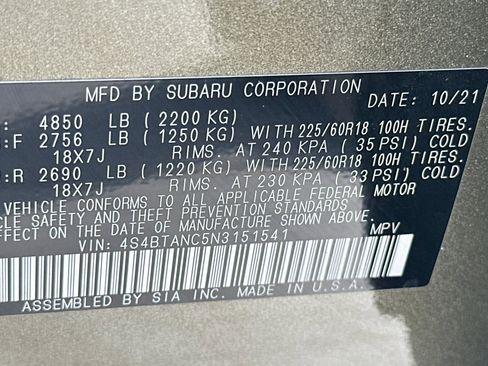 MFD BY SUBARU CORPORATION DATE: 10/21
: 4850 LB (2200 KG)
:F 2756 LB (1250 KG) WITH 225/60R18 100H TIRES.
18X7J RIMS. AT 240 KPA (35 PSI) COLD
:R 2690 LB (1220 KG) WITH 225/60R18 100H TIRES.
18X7J RIMS. AT 230 KPA (33 PSI) COLD
VEHICLE CONFORMS TO ALL APPLICABLE FEDERAL MOTOR
LE SAFETY AND THEFT PREVENTION STANDARDS IN
EFFECT ON THE DATE OF MANUFACTURE SHOWN ABOVE.
VIN: 4S4BTANC5N3151541 MPV
ASSEMBLED BY SIA INC. MADE IN U.S.A.